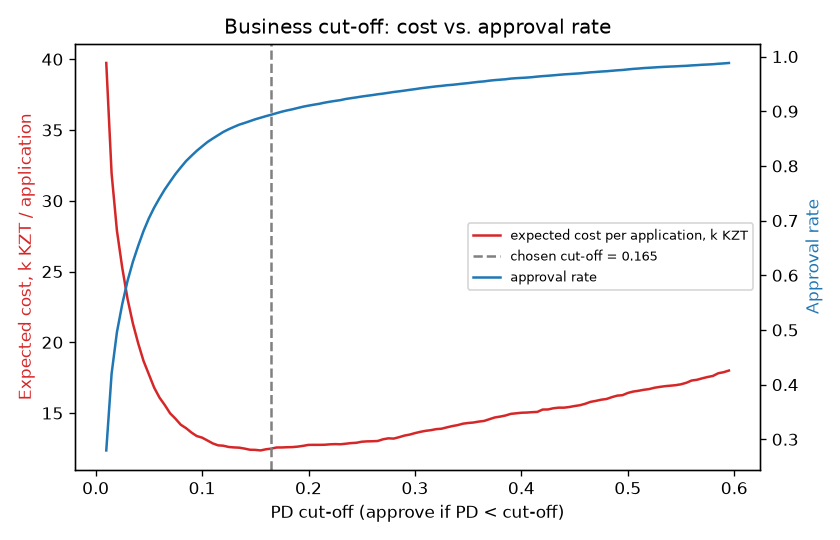 Business cut-off: cost vs. approval rate
Expected cost, k KZT / application
40
35
30
25
20
15
1.0
0.9
0.8
0.7
0.6
0.5
0.4
0.3
Approval rate
expected cost per application, k KZT
chosen cut-off = 0.165
approval rate
0.0 0.1 0.2 0.3 0.4 0.5 0.6
PD cut-off (approve if PD < cut-off)